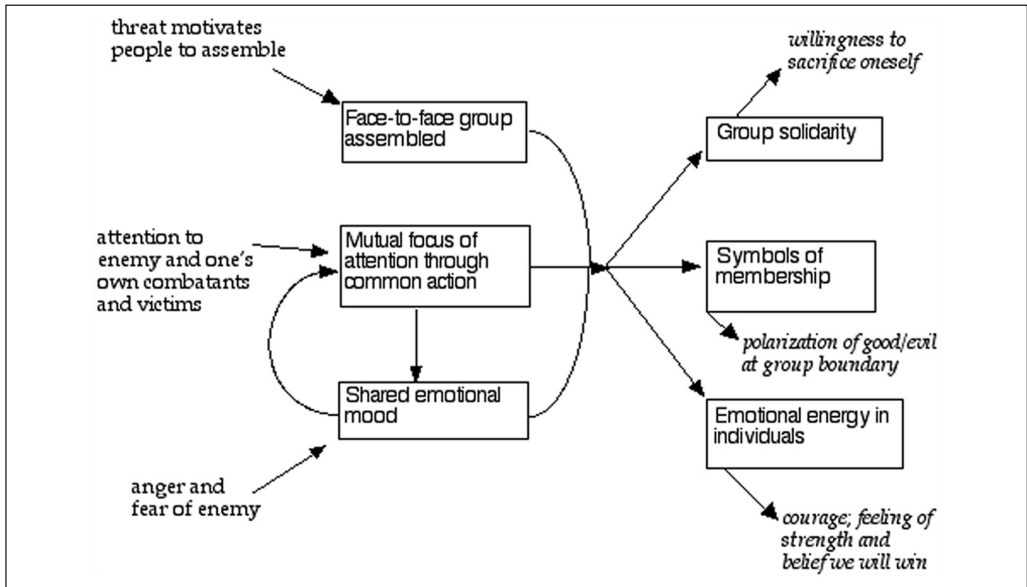 threat motivates
people to assemble
Face-to-face group
assembled
attention to
enemy and one's
own combatants
and victims
Mutual focus of
attention through
common action
Shared emotional
mood
anger and
fear of enemy
willingness to
sacrifice oneself
Group solidarity
Symbols of
membership
polarization of good/evil
at group boundary
Emotional energy in
individuals
courage; feeling of
strength and
belief we will win